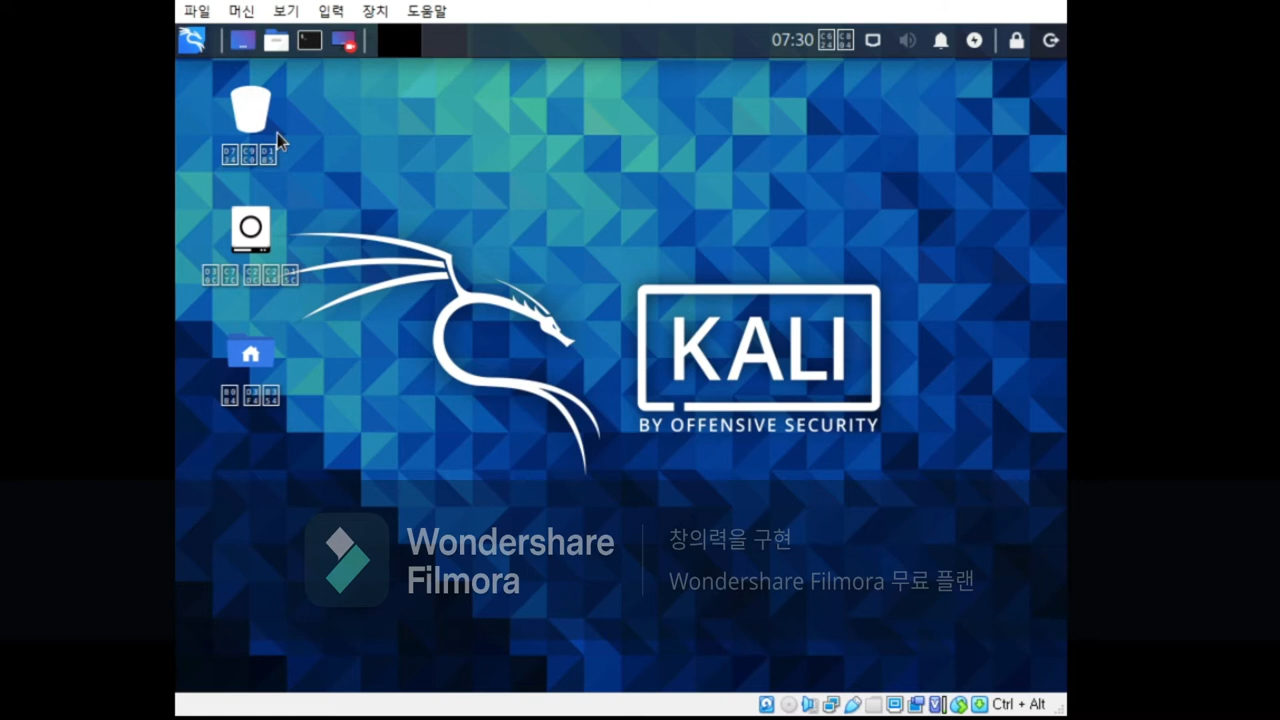 파일 머신 보기 입력 장치 도움말
07:30
KALI
BY OFFENSIVE SECURITY
Wondershare
Filmora
창의력을 구현
Wondershare Filmora 무료 플랜
Ctrl + Alt